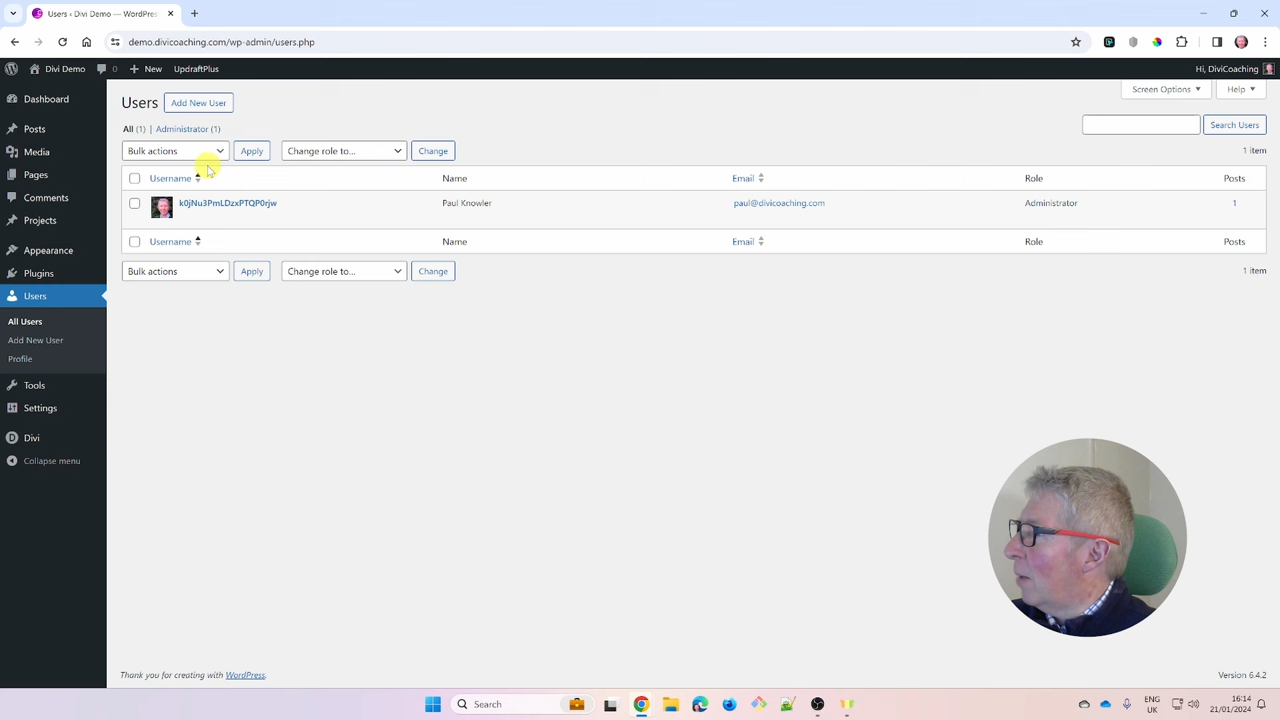 Users ‹ Divi Demo — WordPres
demo.divicoaching.com/wp-admin/users.php
Divi Demo 0 New UpdraftPlus Hi, DiviCoaching
Dashboard
Posts
Media
Pages
Comments
Projects
Appearance
Plugins
Users
All Users
Add New User
Profile
Tools
Settings
Divi
Collapse menu
Screen Options Help
Users Add New User
All (1) | Administrator (1)
Search Users
Bulk actions Apply Change role to... Change 1 item
Username Name Email Role Posts
k0jNu3PmLDzxPTQP0rjw Paul Knowler paul@divicoaching.com Administrator 1
Username Name Email Role Posts
Bulk actions Apply Change role to... Change 1 item
Thank you for creating with WordPress. Version 6.4.2
Search
ENG
UK
16:14
21/01/2024